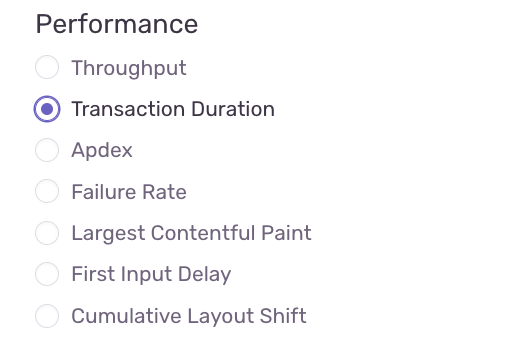 Performance
Throughput
Transaction Duration
Apdex
Failure Rate
Largest Contentful Paint
First Input Delay
Cumulative Layout Shift